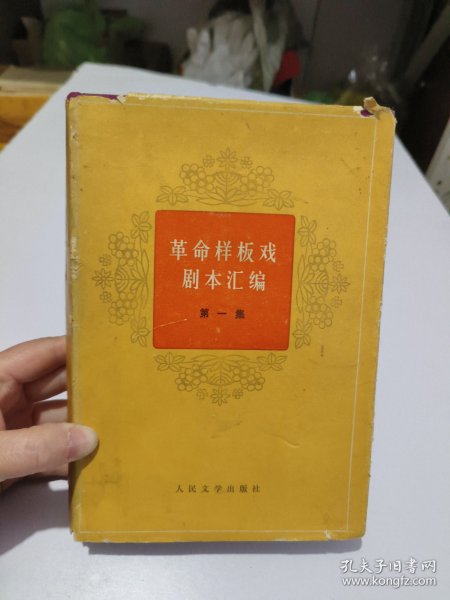 革命样板戏
剧本汇编
第一集
人民文学出版社
孔夫子旧书网
www.kongfz.com